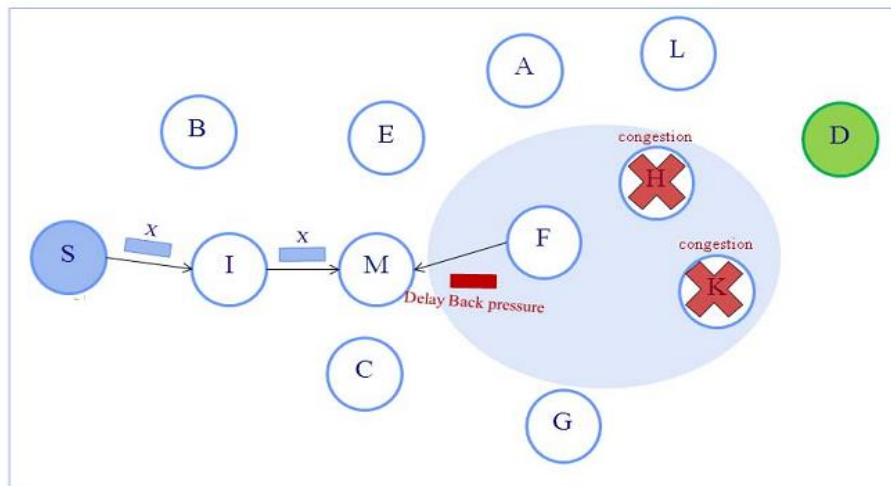 L
A
B
E
congestion
D
H
X
X
F
congestion
S
I
M
K
Delay Back pressure
C
G